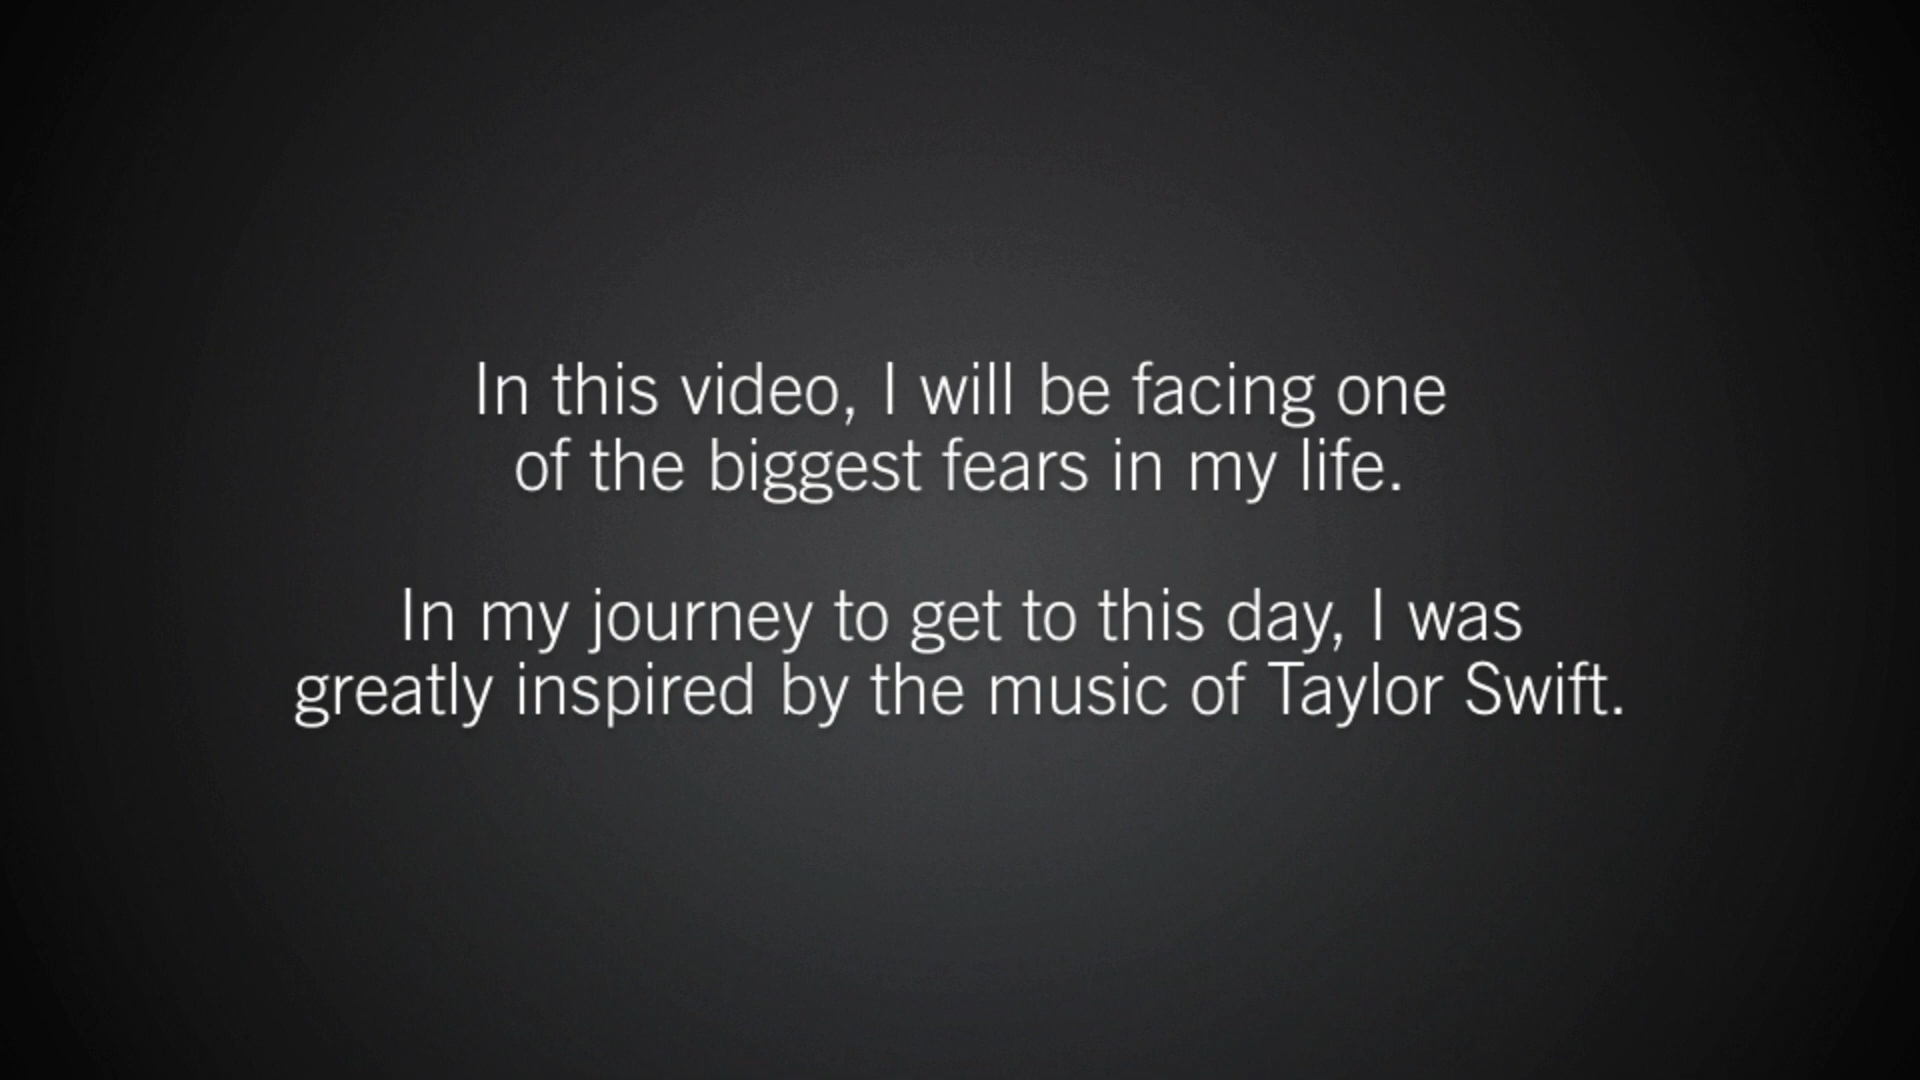 In this video, I will be facing one
of the biggest fears in my life.
In my journey to get to this day, I was
greatly inspired by the music of Taylor Swift.